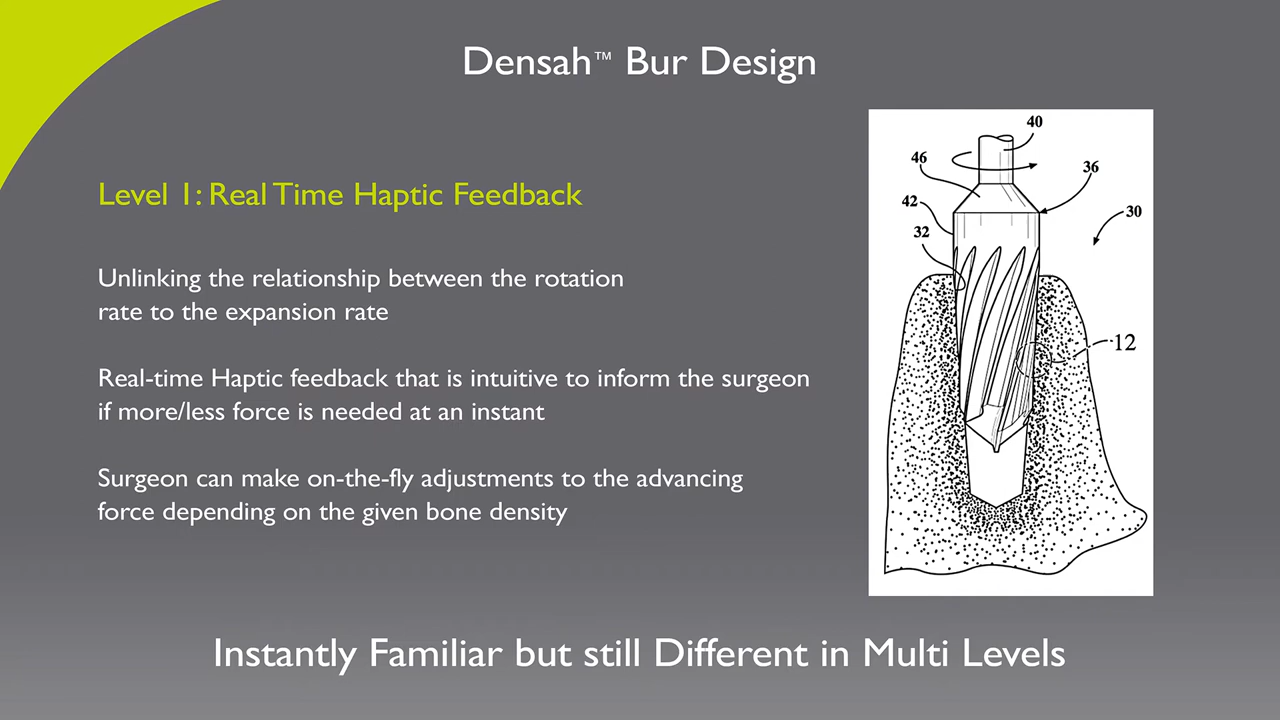 Densah™ Bur Design
Level 1: Real Time Haptic Feedback
Unlinking the relationship between the rotation
rate to the expansion rate
Real-time Haptic feedback that is intuitive to inform the surgeon
if more/less force is needed at an instant
Surgeon can make on-the-fly adjustments to the advancing
force depending on the given bone density
40
46
36
42
30
32
12
Instantly Familiar but still Different in Multi Levels